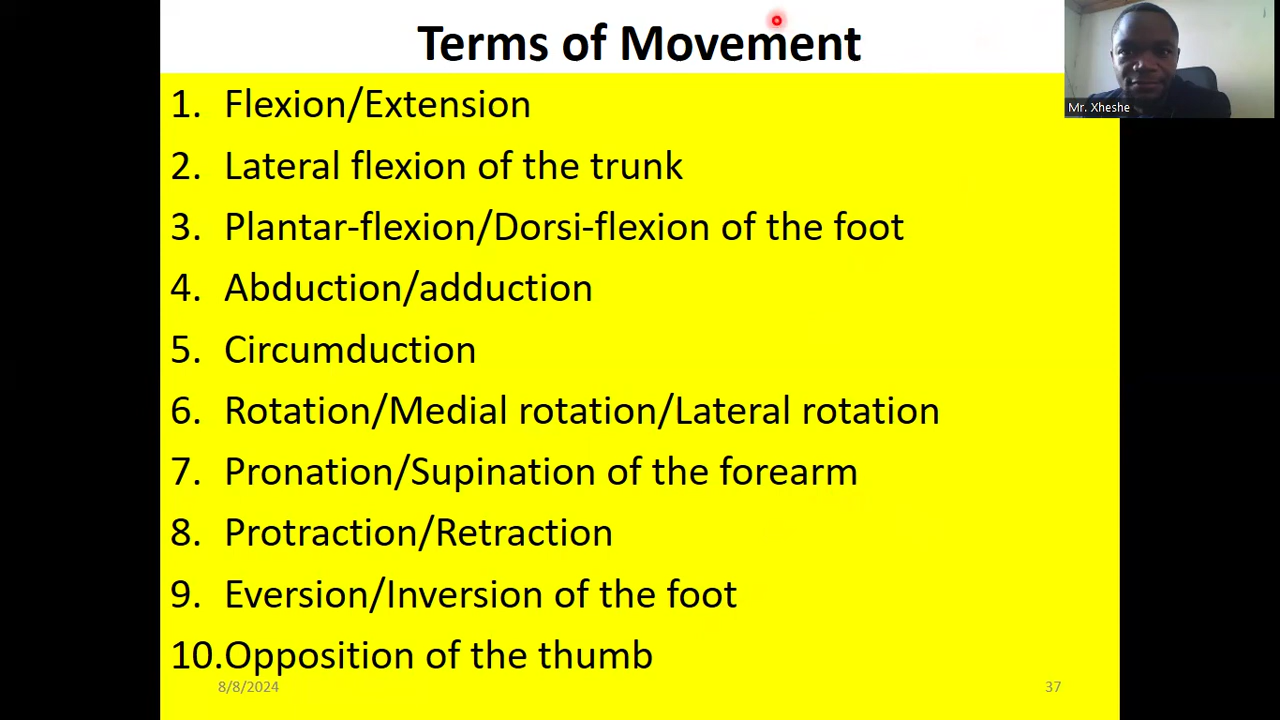 Terms of Movement
Mr. Xheshe
1. Flexion/Extension
2. Lateral flexion of the trunk
3. Plantar-flexion/Dorsi-flexion of the foot
4. Abduction/adduction
5. Circumduction
6. Rotation/Medial rotation/Lateral rotation
7. Pronation/Supination of the forearm
8. Protraction/Retraction
9. Eversion/Inversion of the foot
10.Opposition of the thumb
8/8/2024
37